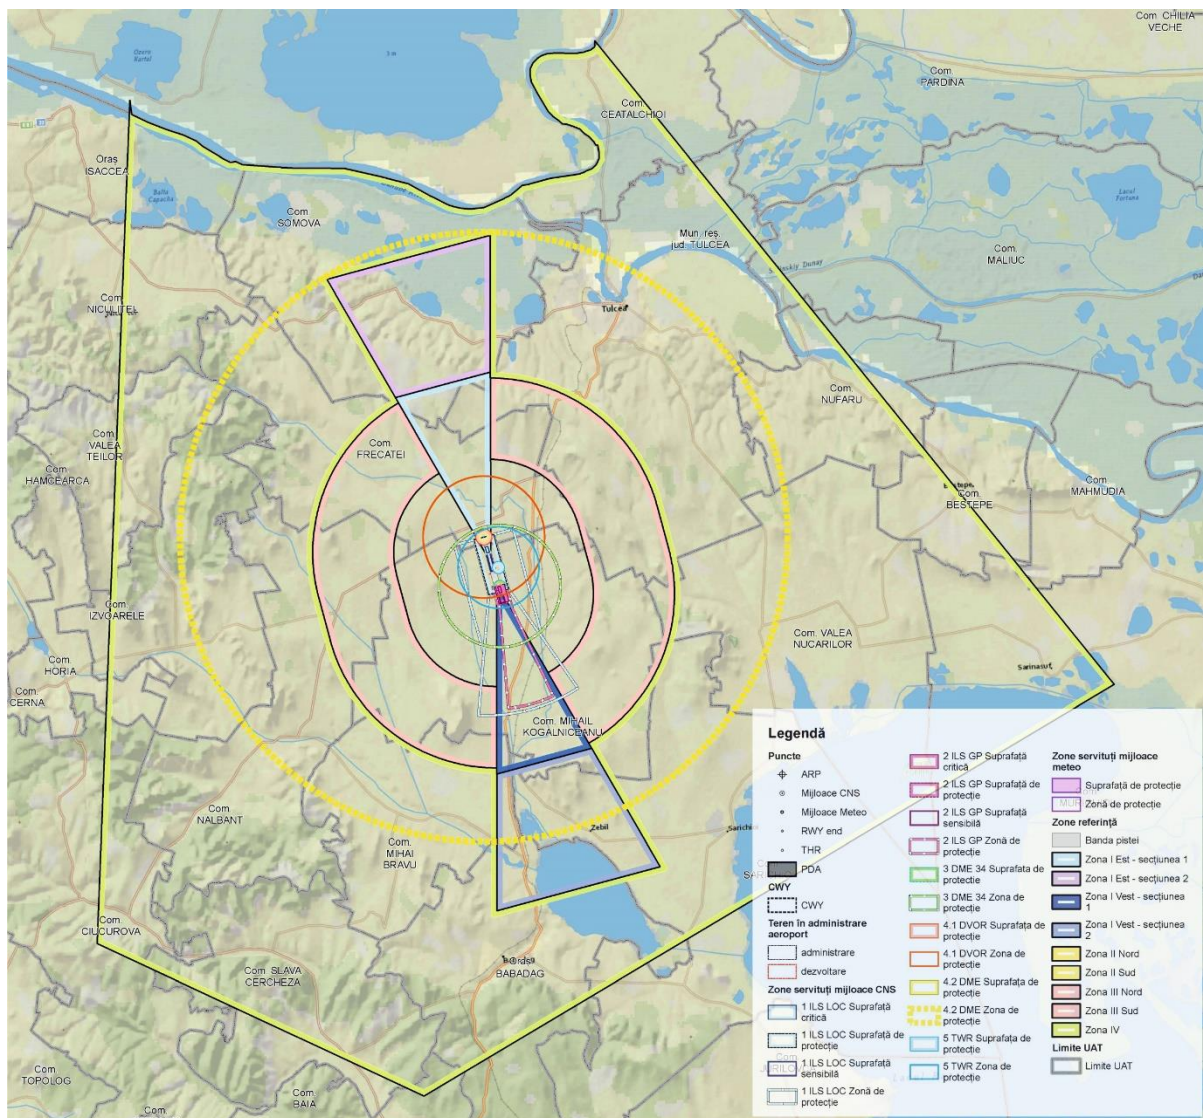 Com. CHILIA
VECHE
Com.
PARDINA
Com.
CEATALCHIOI
Oraș
ISACCEA
Com.
SOMOVA
Mun. reș.
jud. TULCEA
Com.
MALIUC
Com.
NICULIȚEL
Tulcea
Com.
NUFARU
Com.
VALEA
TEILOR
Com.
FRECATEI
Com.
HAMCEARCA
Com.
BESTEPE
Com.
MAHMUDIA
Com.
IZVOARELE
Com. VALEA
NUCARILOR
Com.
HORIA
Com.
CERNA
Com. MIHAIL
KOGALNICEANU
Com.
NALBANT
Com.
MIHAI
BRAVU
Zebil
Com.
CIUCUROVA
Com. SLAVA
CERCHEZA
BABADAG
Com.
TOPOLOG
Com.
BAIA
Com.
Legendă
Puncte
ARP
Mijloace CNS
Mijloace Meteo
RWY end
THR
PDA
CWY
CWY
Teren în administrare
aeroport
administrare
dezvoltare
Zone servituți mijloace CNS
1 ILS LOC Suprafață
critică
1 ILS LOC Suprafață de
protecție
1 ILS LOC Suprafață
sensibilă
1 ILS LOC Zonă de
protecție
2 ILS GP Suprafață
critică
2 ILS GP Suprafață de
protecție
2 ILS GP Suprafață
sensibilă
2 ILS GP Zonă de
protecție
3 DME 34 Suprafata de
protecție
3 DME 34 Zona de
protecție
4.1 DVOR Suprafața de
protecție
4.1 DVOR Zona de
protecție
4.2 DME Suprafața de
protecție
4.2 DME Zona de
protecție
5 TWR Suprafata de
protecție
5 TWR Zona de
protecție
Zone servituți mijloace
meteo
Suprafață de protecție
Zonă de protecție
Zone referință
Banda pistei
Zona I Est - secțiunea 1
Zona I Est - secțiunea 2
Zona I Vest - secțiunea
1
Zona I Vest - secțiunea
2
Zona II Nord
Zona II Sud
Zona III Nord
Zona III Sud
Zona IV
Limite UAT
Limite UAT